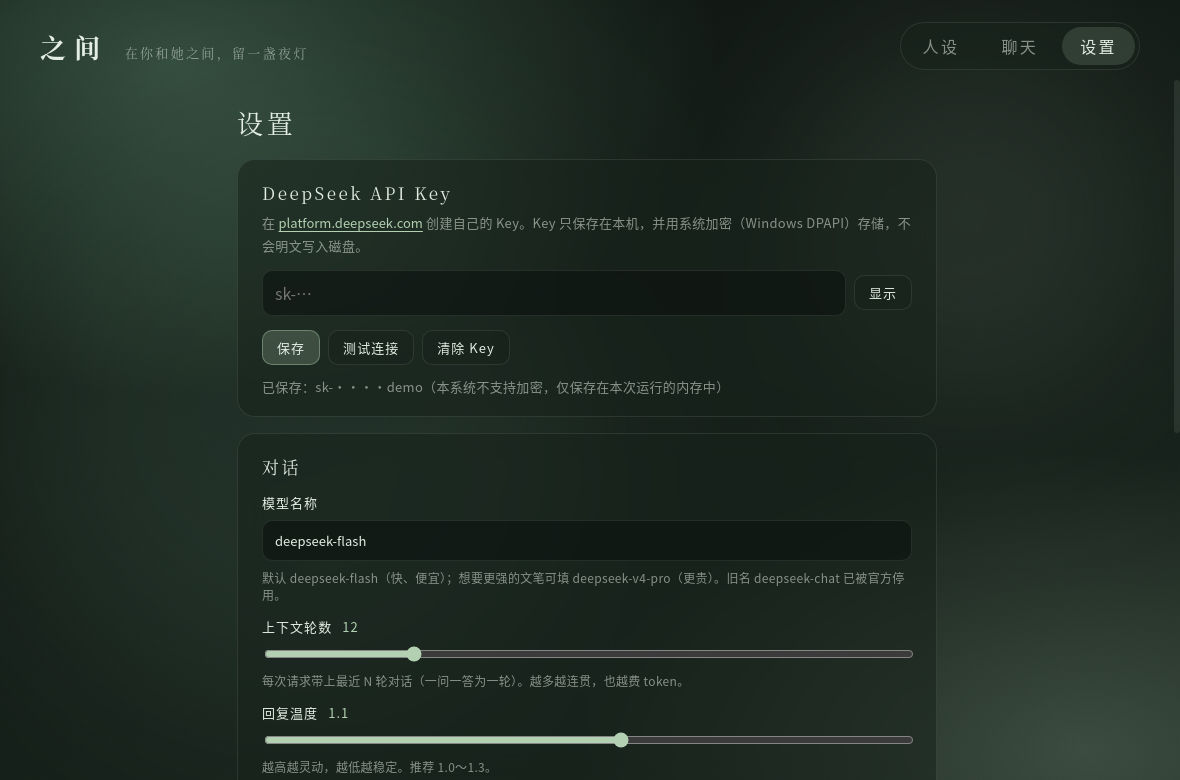 之间
在你和她之间，留一盏夜灯
人设
聊天
设置
设置
DeepSeek API Key
在 platform.deepseek.com 创建自己的 Key。Key 只保存在本机，并用系统加密（Windows DPAPI）存储，不
会明文写入磁盘。
sk-…
显示
保存
测试连接
清除 Key
已保存：sk-····demo（本系统不支持加密，仅保存在本次运行的内存中）
对话
模型名称
deepseek-flash
默认 deepseek-flash（快、便宜）；想要更强的文笔可填 deepseek-v4-pro（更贵）。旧名 deepseek-chat 已被官方停
用。
上下文轮数 12
每次请求带上最近 N 轮对话（一问一答为一轮）。越多越连贯，也越费 token。
回复温度 1.1
越高越灵动，越低越稳定。推荐 1.0～1.3。